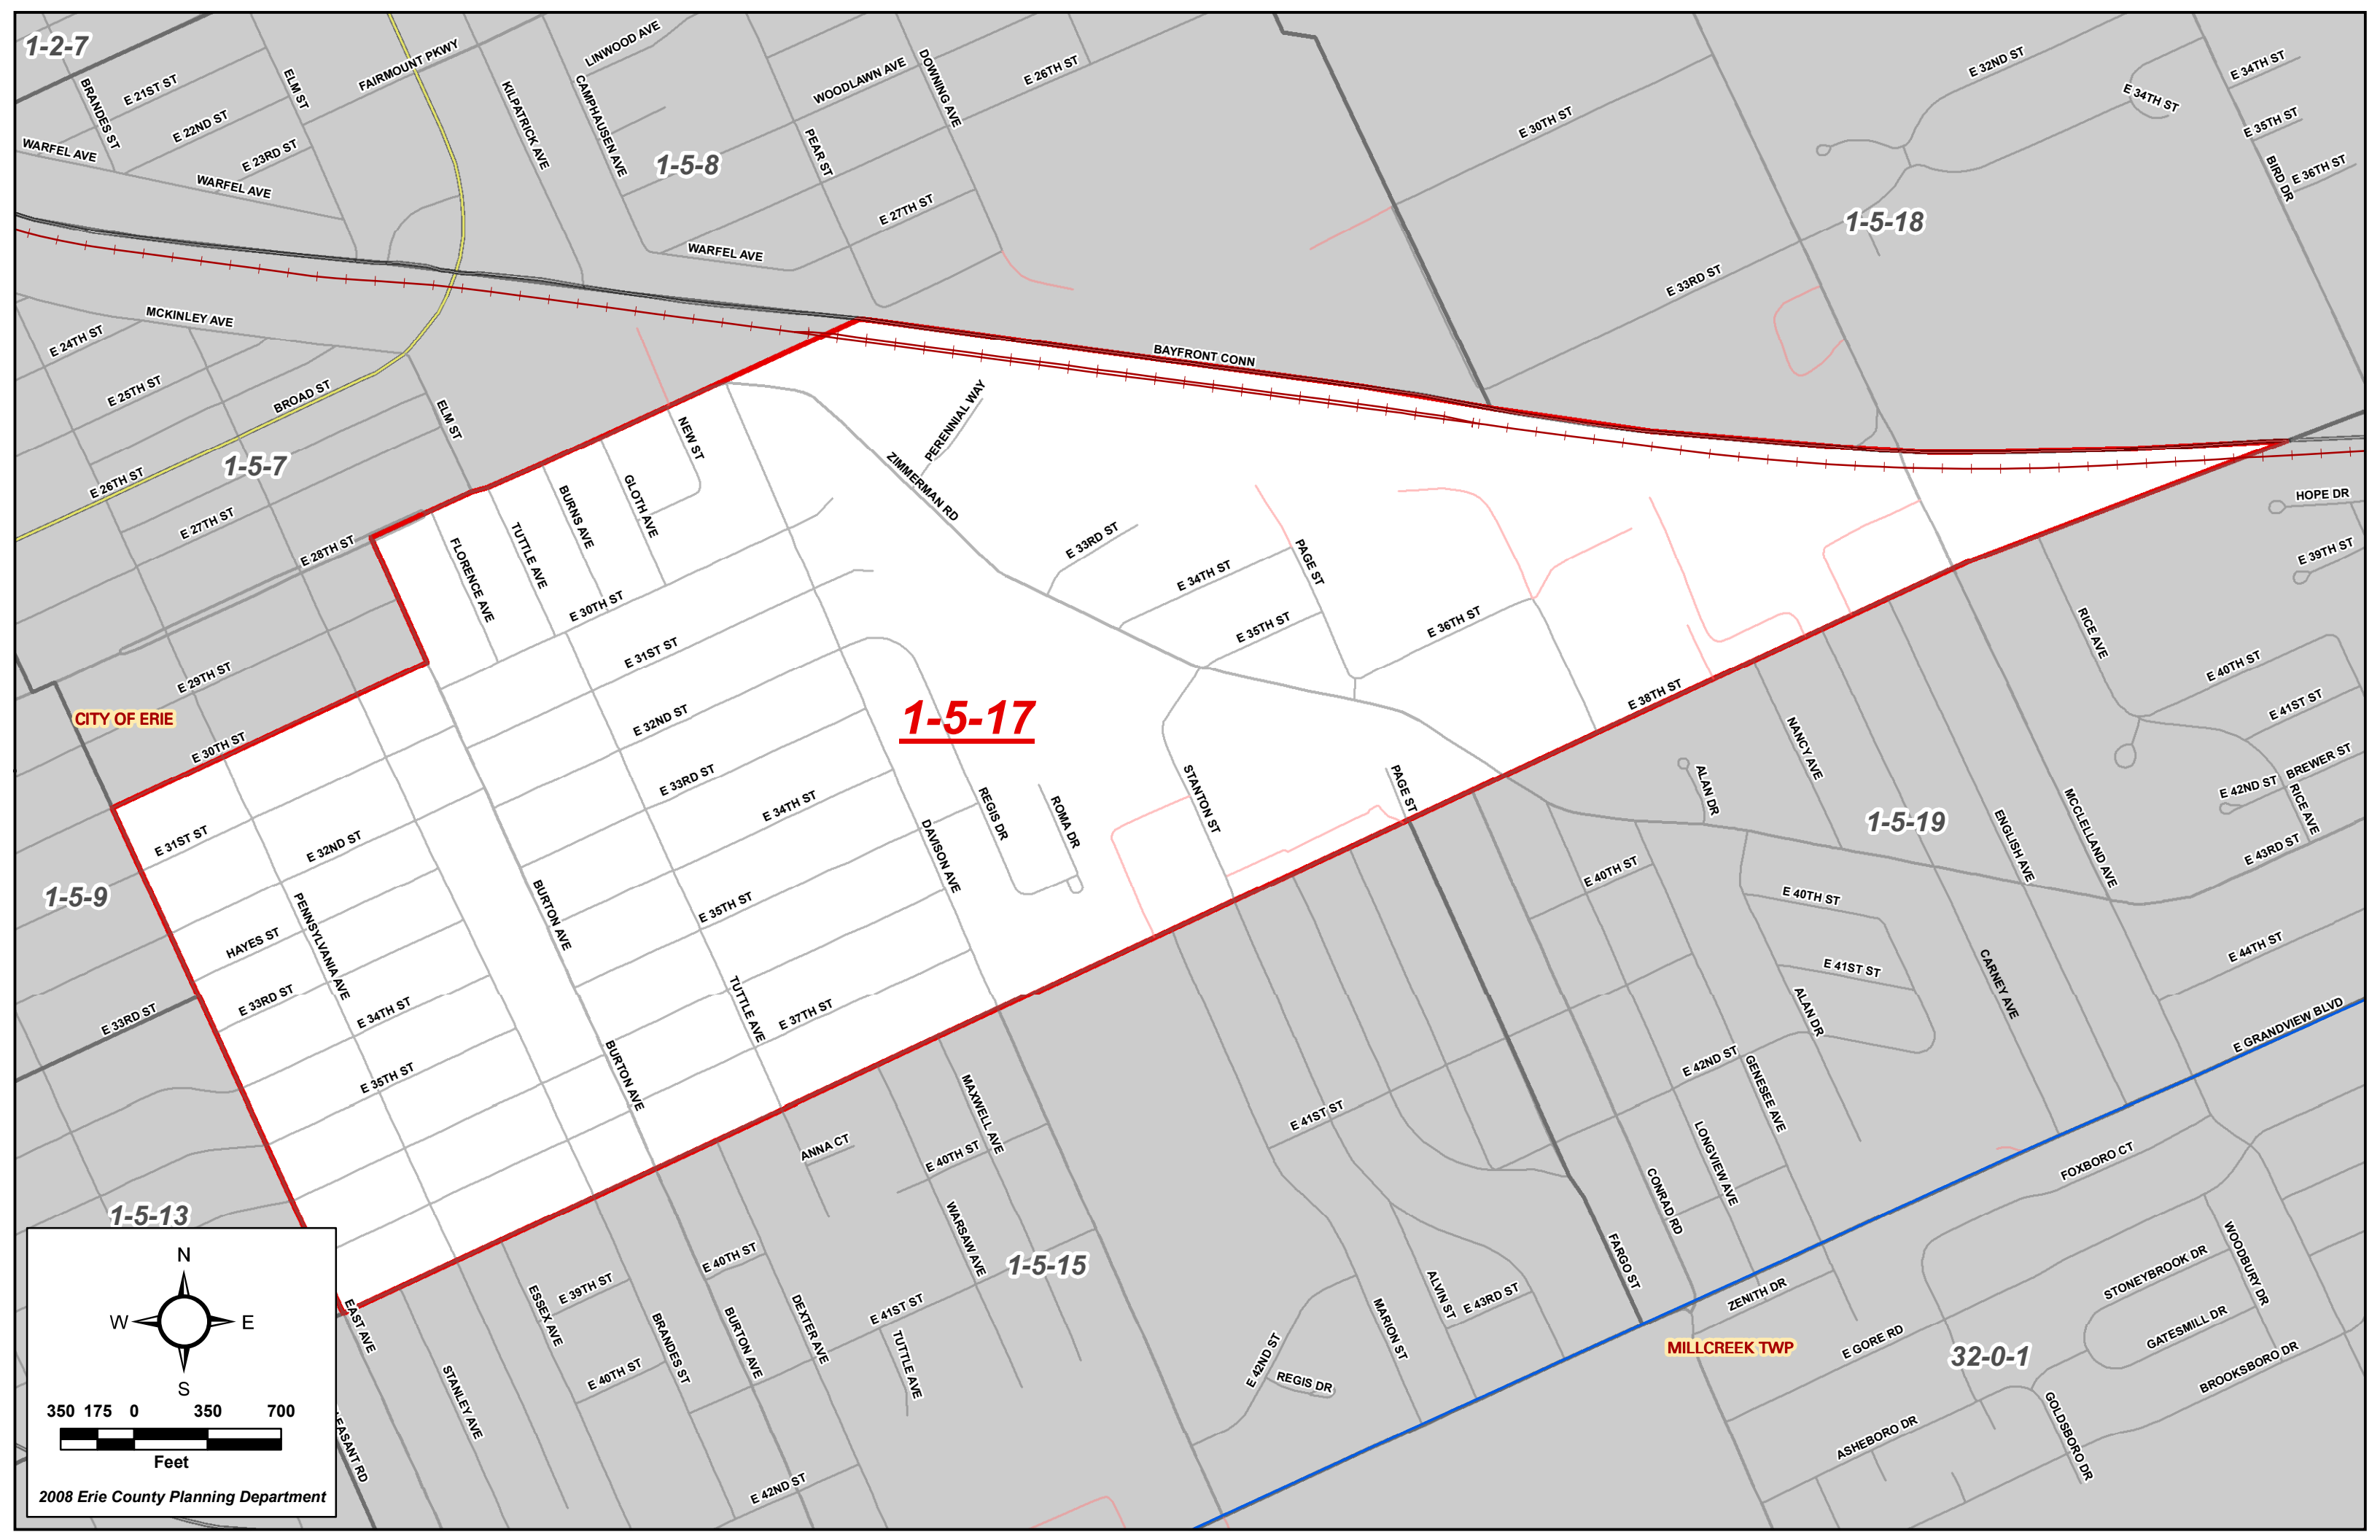 1-2-7
BRANDES ST
E 21ST ST
E 22ND ST
E 23RD ST
ELM ST
FAIRMOUNT PKWY
WARFEL AVE
WARFEL AVE
KILPATRICK AVE
LINWOOD AVE
CAMPHAUSEN AVE
1-5-8
WOODLAWN AVE
DOWNING AVE
E 26TH ST
PEAR ST
E 27TH ST
WARFEL AVE
E 30TH ST
E 32ND ST
E 34TH ST
E 34TH ST
E 35TH ST
E 36TH ST
BIRD DR
1-5-18
E 33RD ST
MCKINLEY AVE
E 24TH ST
E 25TH ST
BROAD ST
ELM ST
1-5-7
E 26TH ST
E 27TH ST
E 28TH ST
E 29TH ST
CITY OF ERIE
E 30TH ST
BAYFRONT CONN
PERENNIAL WAY
ZIMMERMAN RD
NEW ST
GLOTH AVE
BURNS AVE
TUTTLE AVE
FLORENCE AVE
E 30TH ST
E 31ST ST
E 32ND ST
E 33RD ST
E 34TH ST
E 35TH ST
E 37TH ST
E 33RD ST
E 34TH ST
PAGE ST
E 35TH ST
E 36TH ST
E 38TH ST
1-5-17
REGIS DR
ROMA DR
DAVISON AVE
STANTON ST
PAGE ST
HOPE DR
E 39TH ST
RICE AVE
E 40TH ST
E 41ST ST
BREWER ST
E 42ND ST
RICE AVE
E 43RD ST
NANCY AVE
ALAN DR
1-5-19
MCCLELLAND AVE
ENGLISH AVE
E 40TH ST
E 40TH ST
E 41ST ST
ALAN DR
CARNEY AVE
E 44TH ST
E GRANDVIEW BLVD
E 31ST ST
E 32ND ST
1-5-9
HAYES ST
PENNSYLVANIA AVE
E 33RD ST
E 33RD ST
E 34TH ST
E 35TH ST
BURTON AVE
BURTON AVE
TUTTLE AVE
1-5-13
ANNA CT
MAXWELL AVE
E 40TH ST
WARSAW AVE
1-5-15
E 41ST ST
E 42ND ST
GENESEE AVE
LONGVIEW AVE
CONRAD RD
FARGO ST
FOXBORO CT
WOODBURY DR
STONEYBROOK DR
GATESMILL DR
BROOKSBORO DR
ZENITH DR
MILLCREEK TWP
E GORE RD
32-0-1
ASHEBORO DR
GOLDSBORO DR
ALVIN ST
E 43RD ST
MARION ST
E 42ND ST
REGIS DR
E 40TH ST
E 39TH ST
ESSEX AVE
BRANDES ST
BURTON AVE
DEXTER AVE
E 41ST ST
TUTTLE AVE
E 40TH ST
E 42ND ST
EAST AVE
STANLEY AVE
LEASANT RD
N
W E
S
350 175 0 350 700
Feet
2008 Erie County Planning Department